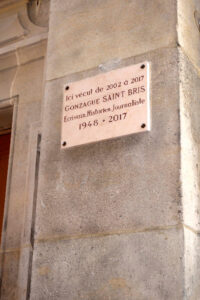 Ici vécut de 2002 à 2017
GONZAGUE SAINT BRIS
Écrivain, Historien, Journaliste
1948 - 2017